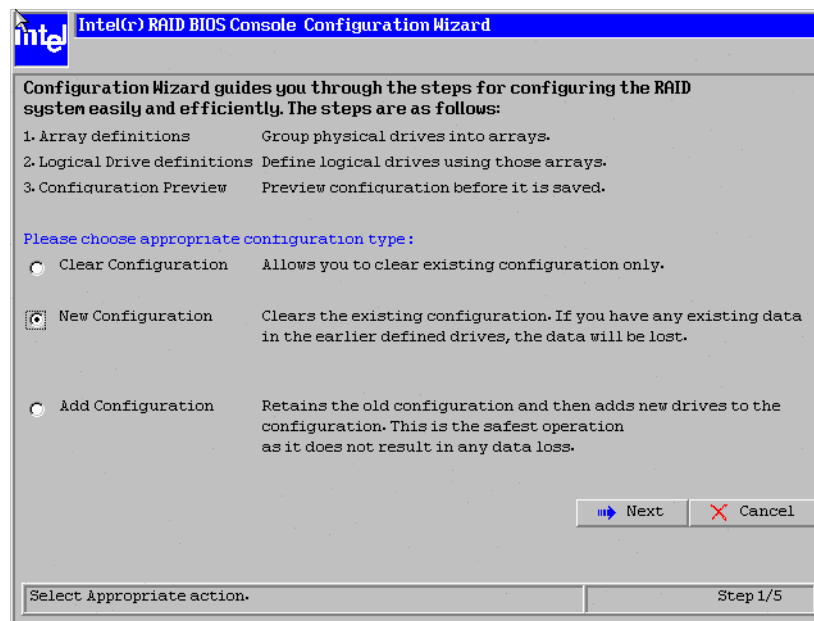 intel
Intel(r) RAID BIOS Console Configuration Wizard
Configuration Wizard guides you through the steps for configuring the RAID
system easily and efficiently. The steps are as follows:
1. Array definitions Group physical drives into arrays.
2. Logical Drive definitions Define logical drives using those arrays.
3. Configuration Preview Preview configuration before it is saved.
Please choose appropriate configuration type:
Clear Configuration Allows you to clear existing configuration only.
New Configuration Clears the existing configuration. If you have any existing data
in the earlier defined drives, the data will be lost.
Add Configuration Retains the old configuration and then adds new drives to the
configuration. This is the safest operation
as it does not result in any data loss.
Next Cancel
Select Appropriate action. Step 1/5